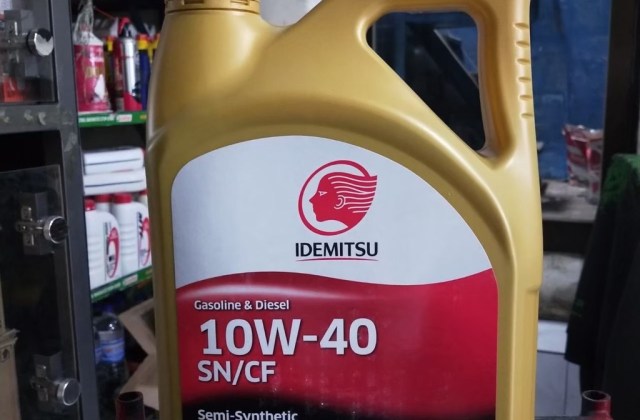 IDEMITSU
Gasoline & Diesel
10W-40
SN/CF
Semi-Synthetic